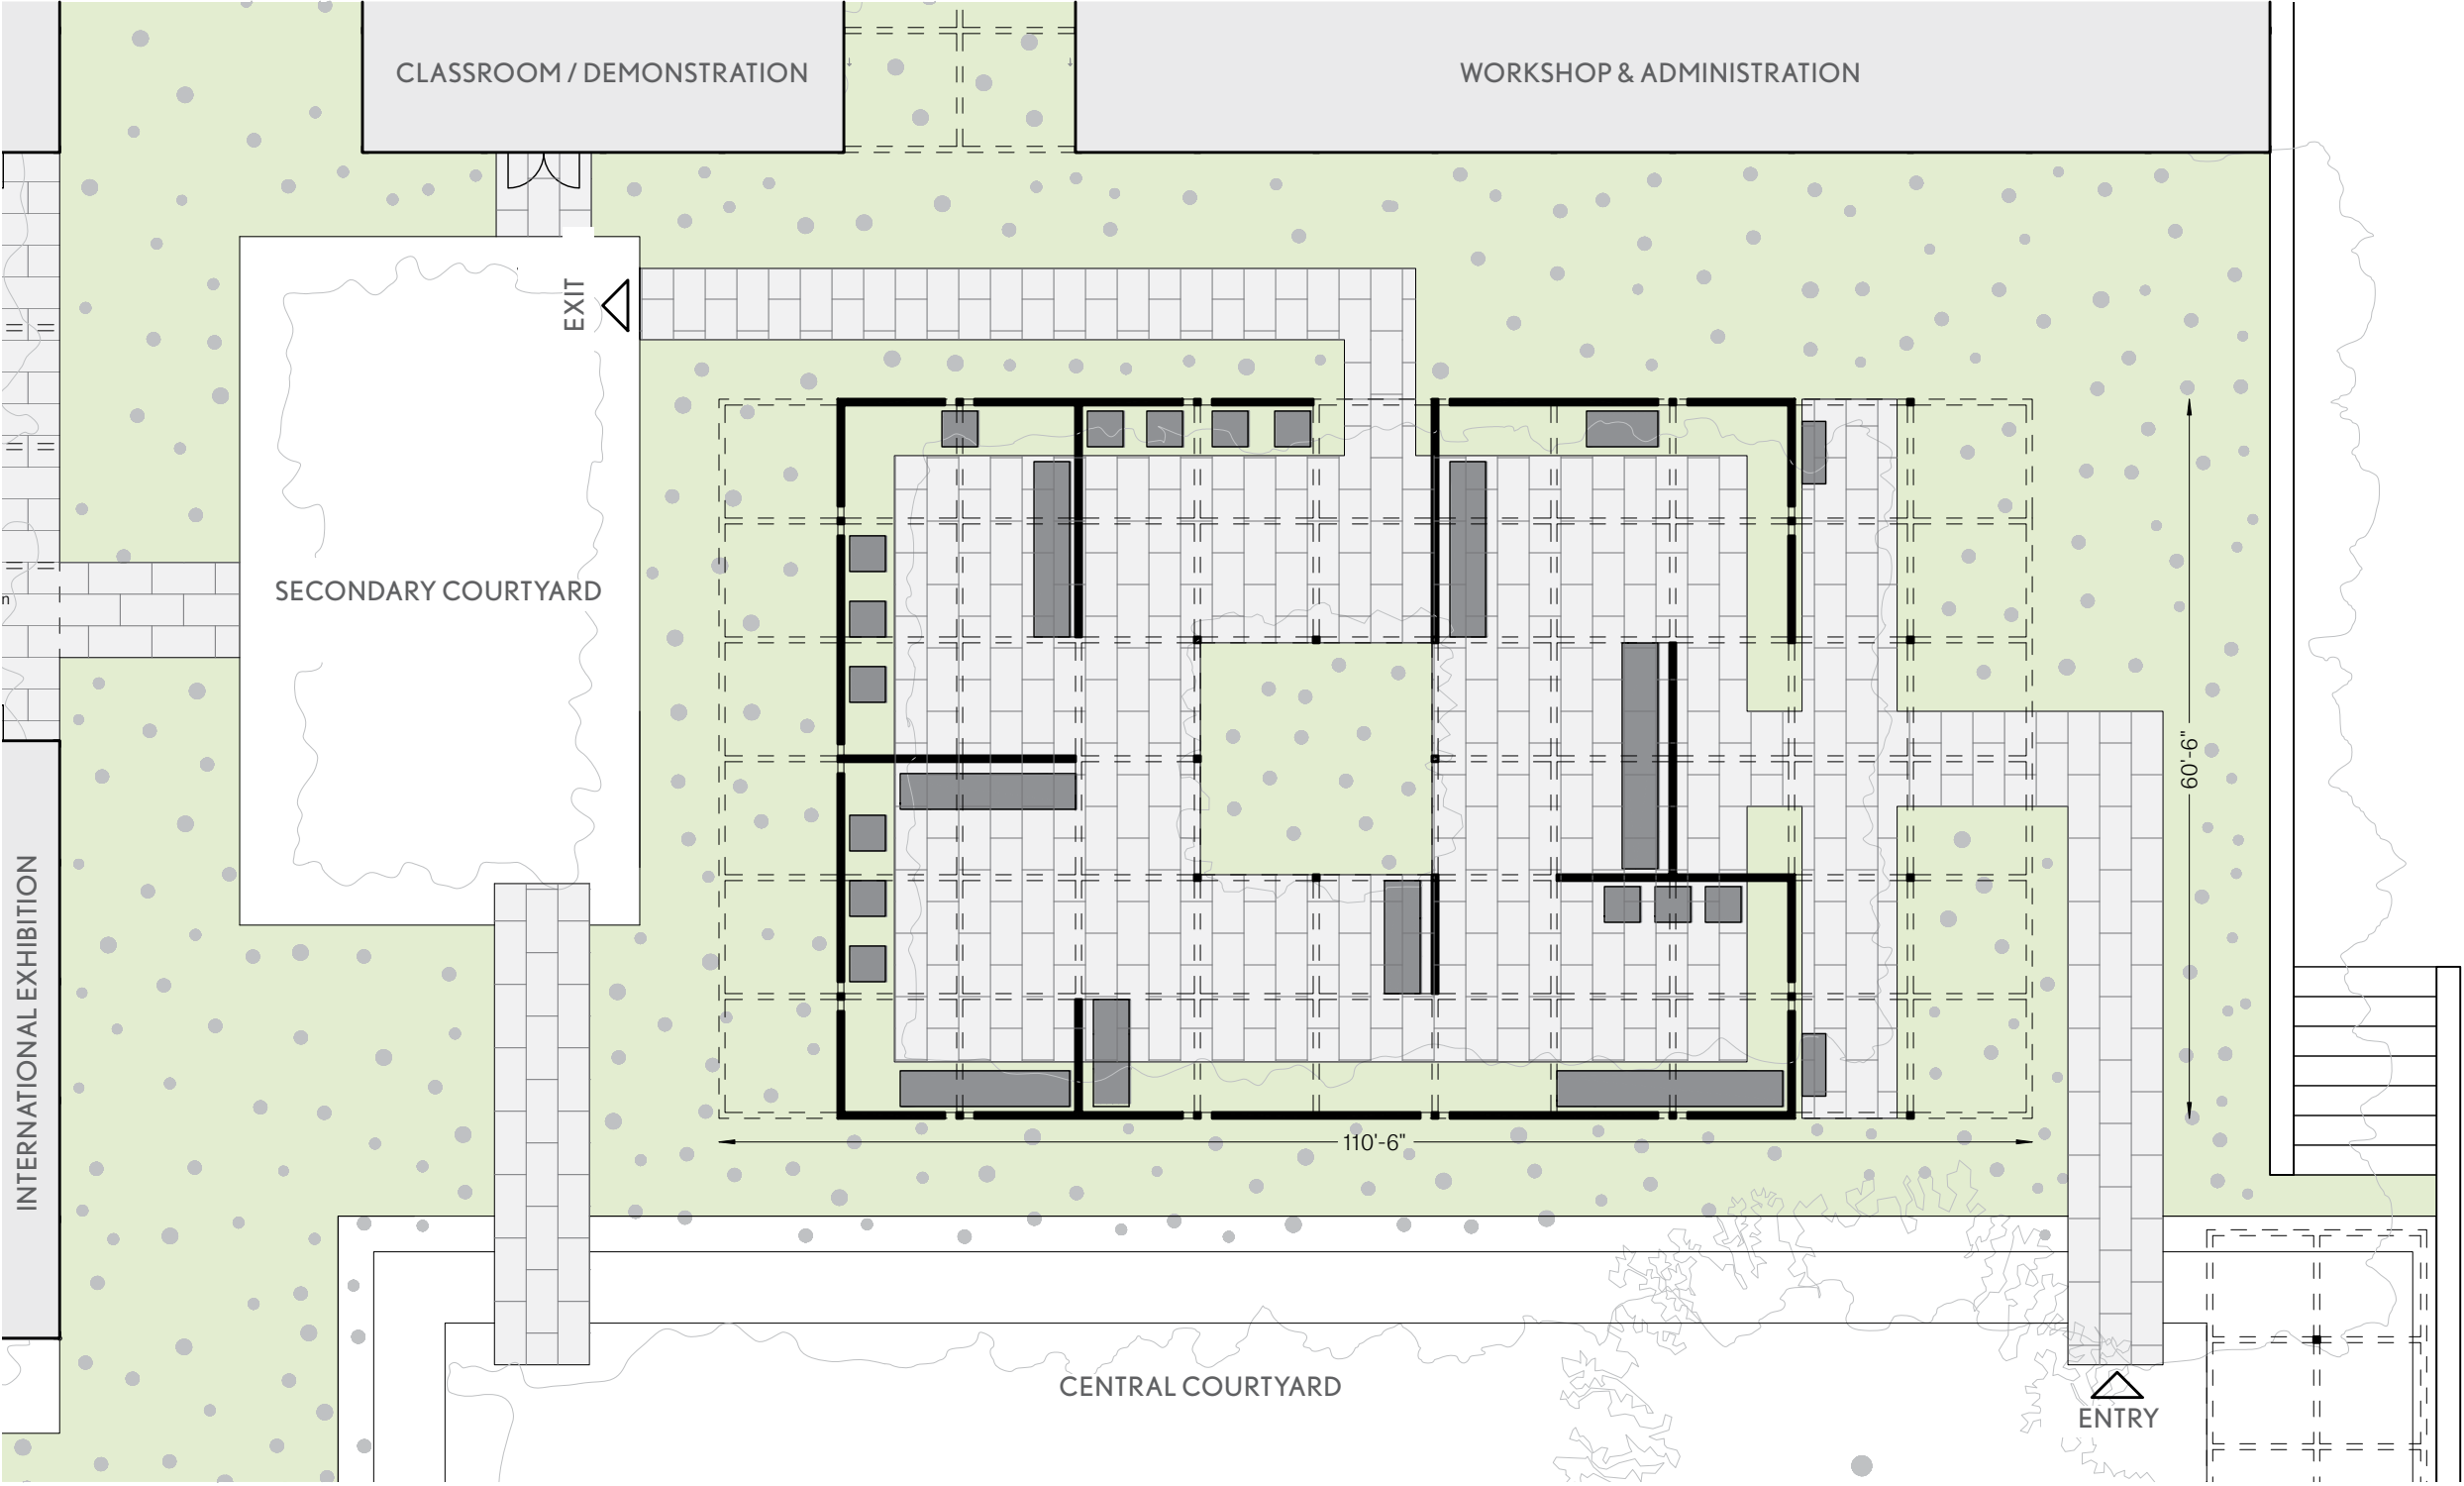 CLASSROOM / DEMONSTRATION
WORKSHOP & ADMINISTRATION
EXIT
SECONDARY COURTYARD
n
60'-6"
INTERNATIONAL EXHIBITION
110'-6"
CENTRAL COURTYARD
ENTRY